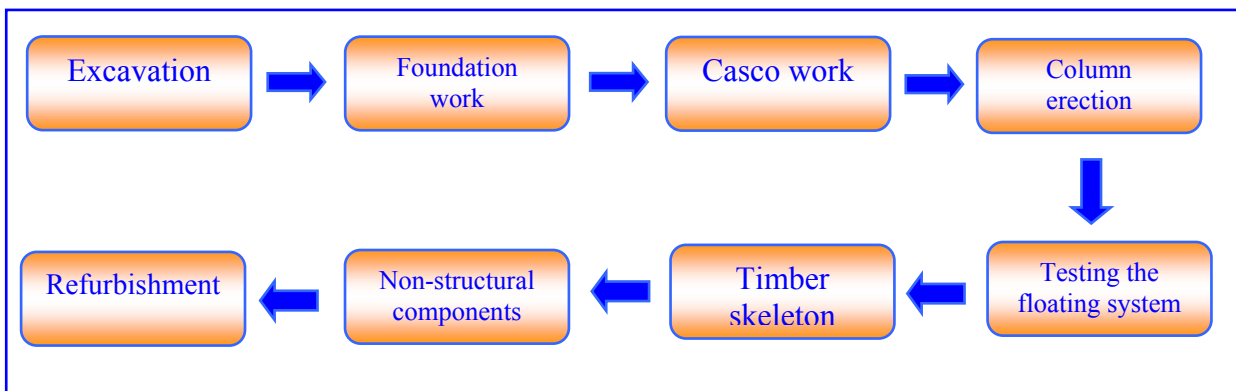 Excavation
Foundation
work
Casco work
Column
erection
Testing the
floating system
Timber
skeleton
Non-structural
components
Refurbishment